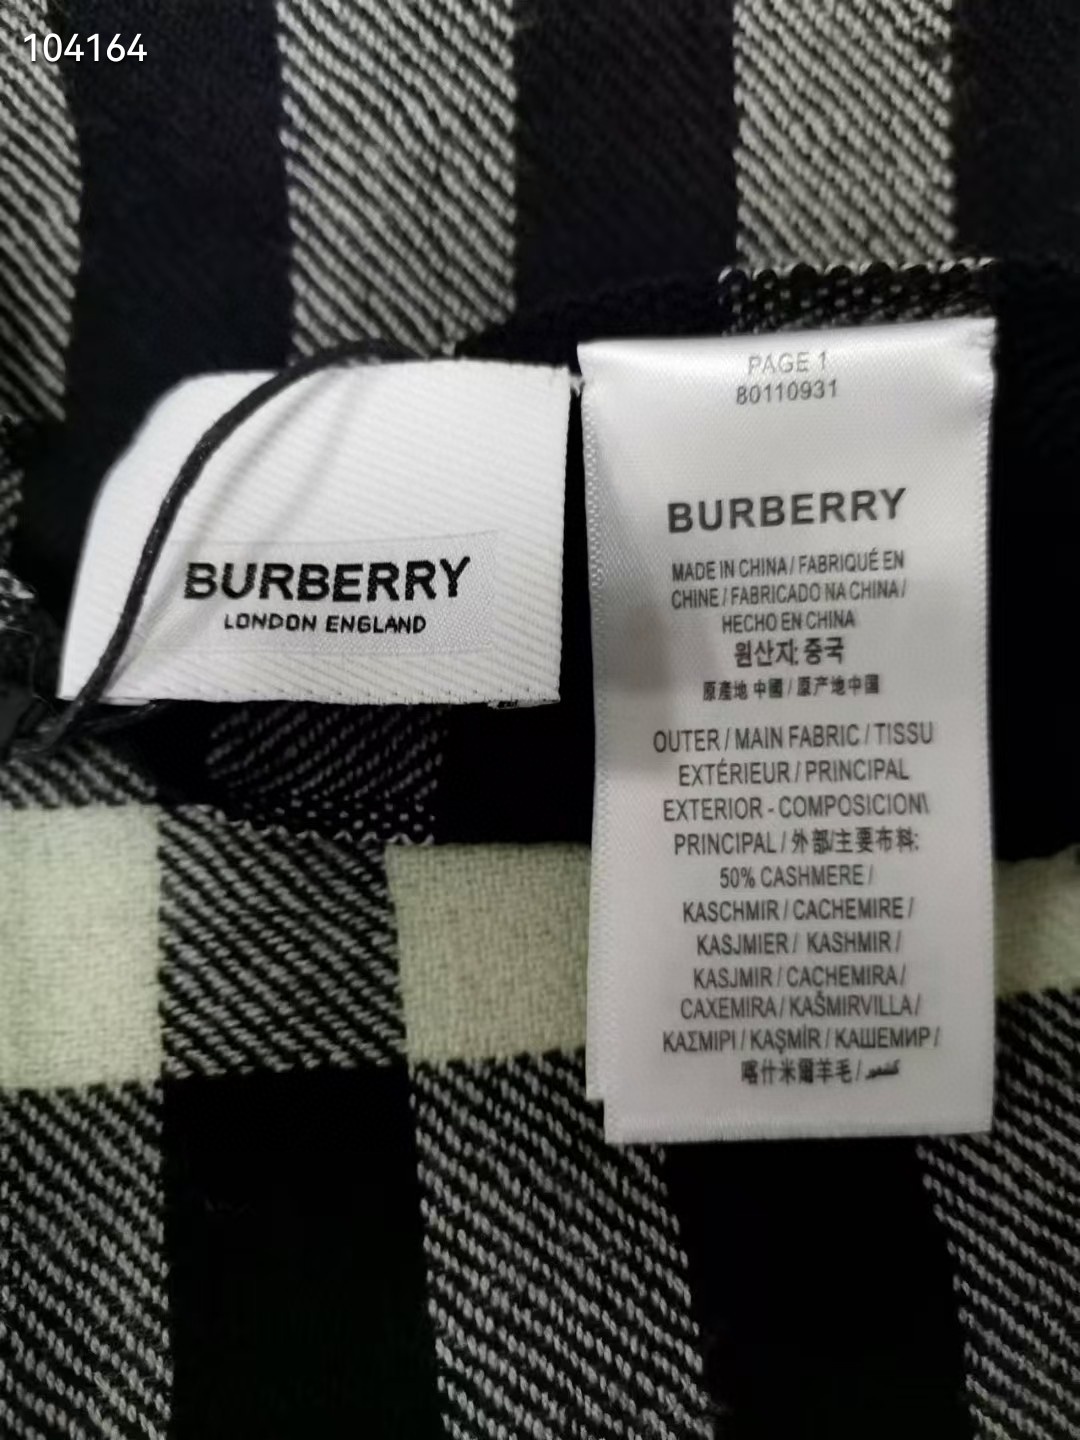 104164
BURBERRY
LONDON ENGLAND
PAGE 1
80110931
BURBERRY
MADE IN CHINA / FABRIQUÉ EN
CHINE / FABRICADO NA CHINA /
HECHO EN CHINA
원산지: 중국
原產地 中國 / 原产地中国
OUTER / MAIN FABRIC / TISSU
EXTÉRIEUR / PRINCIPAL
EXTERIOR - COMPOSICION\
PRINCIPAL / 外部/主要布料:
50% CASHMERE /
KASCHMIR / CACHEMIRE /
KASJMIER / KASHMIR /
KASJMIR / CACHEMIRA /
CAXEMIRA / KAŠMIRVILLA /
ΚΑΣΜΙΡΙ / KAŞMİR / КАШЕМИР /
喀什米爾羊毛 / كشمير